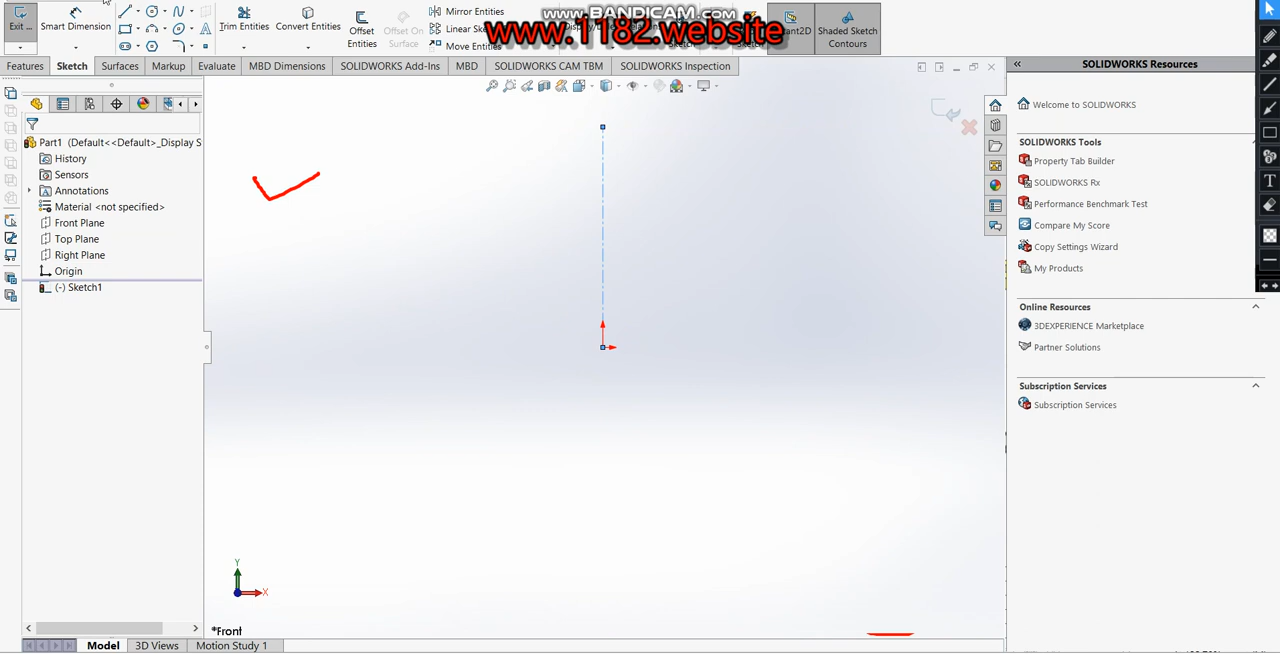 www.BANDICAM.com
www.1182.website
Exit ...
Smart Dimension
Trim Entities
Convert Entities
Offset
Entities
Offset On
Surface
Mirror Entities
Linear Sk
Move Entities
Shaded Sketch
Contours
Features
Sketch
Surfaces
Markup
Evaluate
MBD Dimensions
SOLIDWORKS Add-Ins
MBD
SOLIDWORKS CAM TBM
SOLIDWORKS Inspection
SOLIDWORKS Resources
Part1 (Default<<Default>_Display S
History
Sensors
Annotations
Material <not specified>
Front Plane
Top Plane
Right Plane
Origin
(-) Sketch1
Welcome to SOLIDWORKS
SOLIDWORKS Tools
Property Tab Builder
SOLIDWORKS Rx
Performance Benchmark Test
Compare My Score
Copy Settings Wizard
My Products
Online Resources
3DEXPERIENCE Marketplace
Partner Solutions
Subscription Services
Subscription Services
Y
X
*Front
Model
3D Views
Motion Study 1